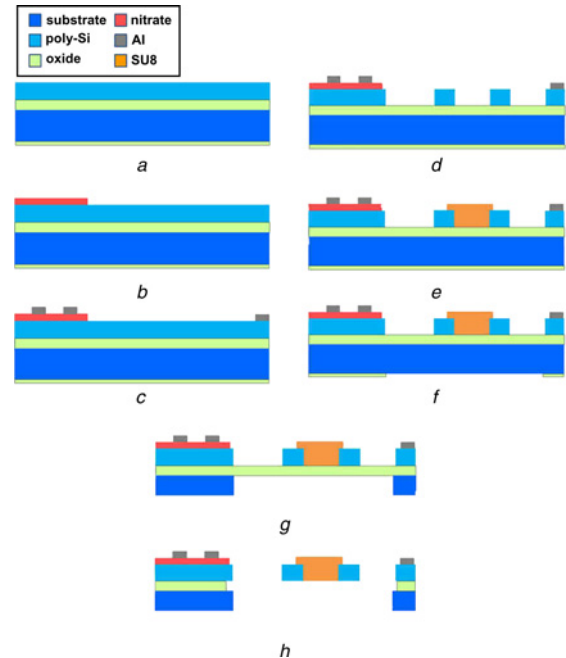 substrate nitrate
poly-Si Al
oxide SU8
a
d
b
e
c
f
g
h